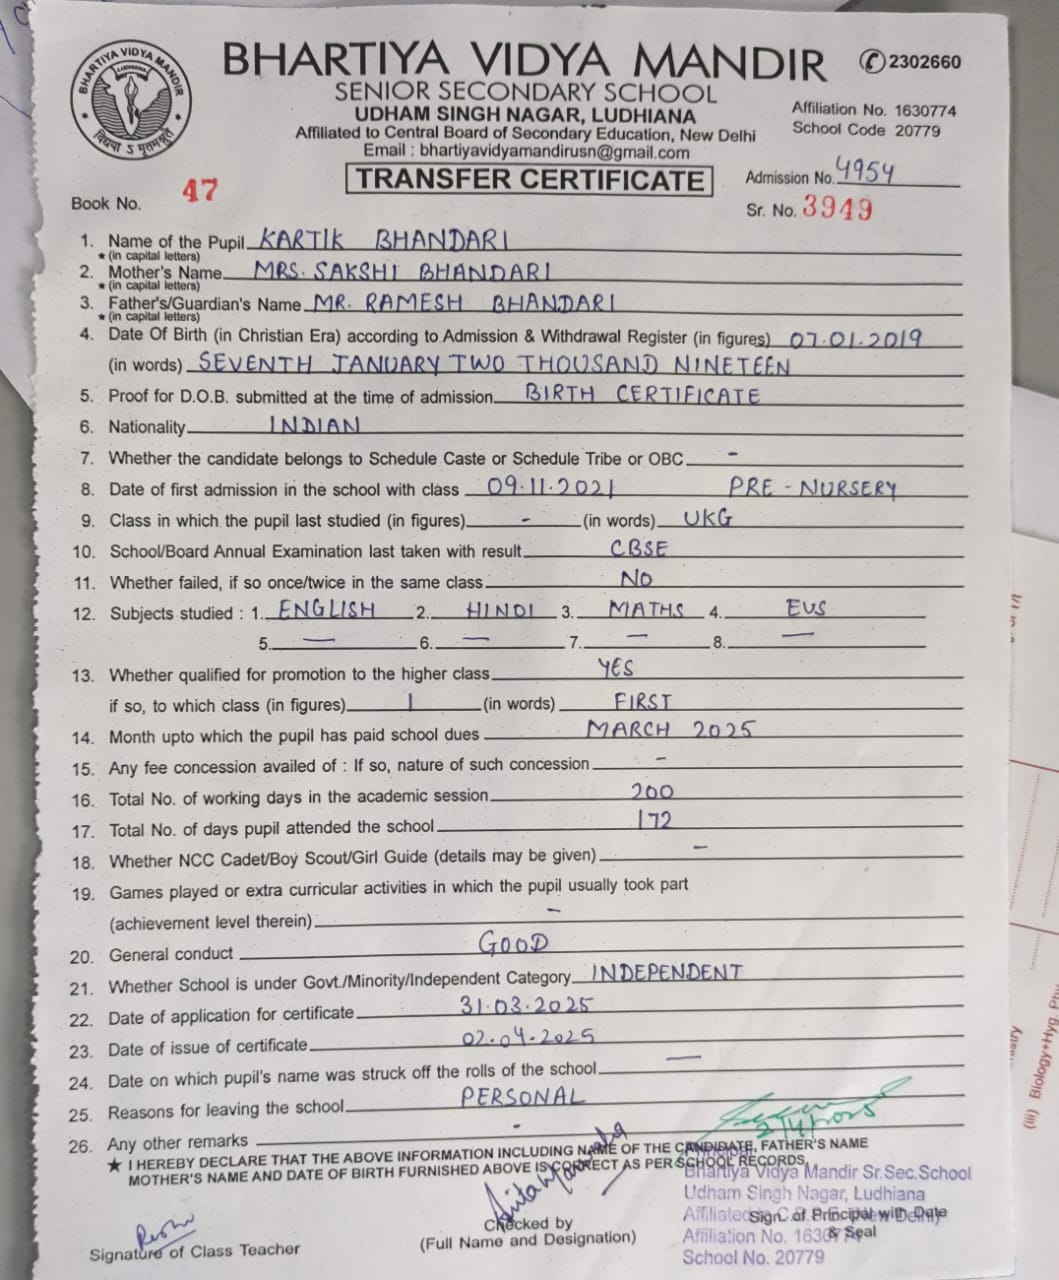 BHARTIYA VIDYA MANDIR
BHARTIYA VIDYA MANDIR 2302660
SENIOR SECONDARY SCHOOL
UDHAM SINGH NAGAR, LUDHIANA
Affiliation No. 1630774
Affiliated to Central Board of Secondary Education, New Delhi
School Code 20779
Email : bhartiyavidyamandirusn@gmail.com
TRANSFER CERTIFICATE
Admission No. 4954
Book No. 47
Sr. No. 3949
1. Name of the Pupil KARTIK BHANDARI
★ (in capital letters)
2. Mother's Name MRS. SAKSHI BHANDARI
★ (in capital letters)
3. Father's/Guardian's Name MR. RAMESH BHANDARI
★ (in capital letters)
4. Date Of Birth (in Christian Era) according to Admission & Withdrawal Register (in figures) 07.01.2019
(in words) SEVENTH JANUARY TWO THOUSAND NINETEEN
5. Proof for D.O.B. submitted at the time of admission BIRTH CERTIFICATE
6. Nationality INDIAN
7. Whether the candidate belongs to Schedule Caste or Schedule Tribe or OBC -
8. Date of first admission in the school with class 09.11.2021 PRE-NURSERY
9. Class in which the pupil last studied (in figures) - (in words) UKG
10. School/Board Annual Examination last taken with result CBSE
11. Whether failed, if so once/twice in the same class NO
12. Subjects studied : 1. ENGLISH 2. HINDI 3. MATHS 4. EVS
5. — 6. — 7. — 8. —
13. Whether qualified for promotion to the higher class YES
if so, to which class (in figures) 1 (in words) FIRST
14. Month upto which the pupil has paid school dues MARCH 2025
15. Any fee concession availed of : If so, nature of such concession -
16. Total No. of working days in the academic session 200
17. Total No. of days pupil attended the school 172
18. Whether NCC Cadet/Boy Scout/Girl Guide (details may be given) -
19. Games played or extra curricular activities in which the pupil usually took part
(achievement level therein) -
20. General conduct GOOD
21. Whether School is under Govt./Minority/Independent Category INDEPENDENT
22. Date of application for certificate 31.03.2025
23. Date of issue of certificate 02.04.2025
24. Date on which pupil's name was struck off the rolls of the school —
25. Reasons for leaving the school PERSONAL
26. Any other remarks -
2/4/2025
★ I HEREBY DECLARE THAT THE ABOVE INFORMATION INCLUDING NAME OF THE CANDIDATE, FATHER'S NAME
MOTHER'S NAME AND DATE OF BIRTH FURNISHED ABOVE IS CORRECT AS PER SCHOOL RECORDS.
Principal
Bhartiya Vidya Mandir Sr.Sec.School
Udham Singh Nagar, Ludhiana
Affiliated
Sign. of Principal with Date
& Seal
Affiliation No. 1630774
School No. 20779
Checked by
(Full Name and Designation)
Signature of Class Teacher
(iii) Biology+Hyg. Phy